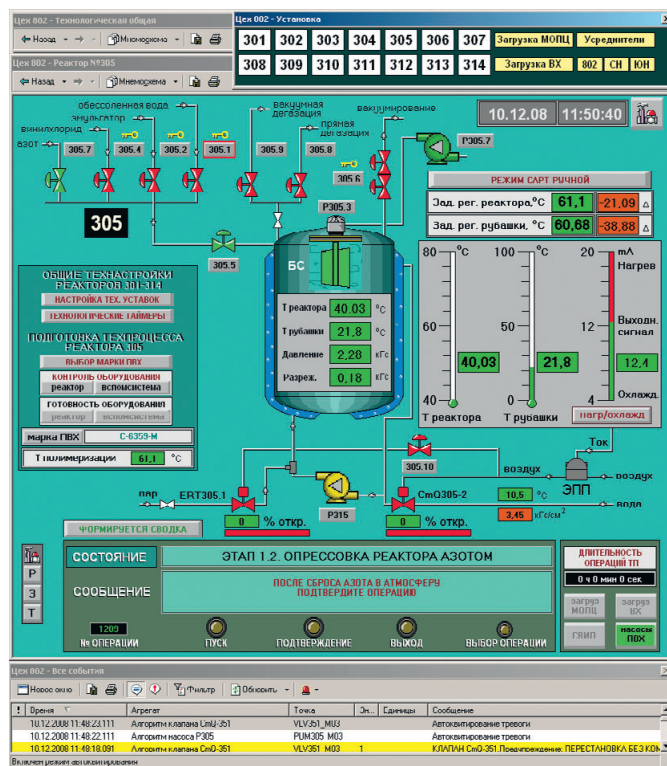 Цех 002 - Технологическая общая
Назад
Мнемосхема
Цех 002 - Реактор №305
Назад
Мнемосхема
Цех 002 - Установка
301 302 303 304 305 306 307 Загрузка МОПЦ Усреднители
308 309 310 311 312 313 314 Загрузка ВХ 802 СН ЮН
обессоленная вода
эмульгатор
винилхлорид
азот
305.7 305.4 305.2 305.1
вакуумная дегазация
прямая дегазация
вакуумирование
305.9 305.8 305.6
P305.7
10.12.08 11:50:40
РЕЖИМ САРТ РУЧНОЙ
Зад. рег. реактора,°С 61,1 -21,09 Δ
Зад. рег. рубашки, °С 60,68 -38,88 Δ
305
P305.3
305.5
БС
Т реактора 40.03 °С
Т рубашки 21,8 °С
Давление 2,28 кГс
Разреж. 0,18 кГс
80 °С 100 °С 20 мА
Нагрев
60 50 12
Выходн. сигнал
40,03 21,8 12,4
40 0 4
Охлажд.
Т реактора Т рубашки нагр/охлажд
ОБЩИЕ ТЕХНАСТРОЙКИ
РЕАКТОРОВ 301-314
НАСТРОЙКА ТЕХ. УСТАВОК
ТЕХНОЛОГИЧЕСКИЕ ТАЙМЕРЫ
ПОДГОТОВКА ТЕХПРОЦЕССА
РЕАКТОРА 305
ВЫБОР МАРКИ ПВХ
КОНТРОЛЬ ОБОРУДОВАНИЯ
реактор вспомсистема
ГОТОВНОСТЬ ОБОРУДОВАНИЯ
реактор вспомсистема
марка ПВХ С-6359-М
Т полимеризации 61,1 °С
305.10
Ток
воздух
воздух
ЭПП
пар
ERT305.1
P315
CmQ305-2
10,5 °С
вода
3,45 кГс/см²
0 % откр.
0 % откр.
ФОРМИРУЕТСЯ СВОДКА
Р
З
Т
СОСТОЯНИЕ ЭТАП 1.2. ОПРЕССОВКА РЕАКТОРА АЗОТОМ
СООБЩЕНИЕ
ПОСЛЕ СБРОСА АЗОТА В АТМОСФЕРУ
ПОДТВЕРДИТЕ ОПЕРАЦИЮ
1209
№ ОПЕРАЦИИ ПУСК ПОДТВЕРЖДЕНИЕ ВЫХОД ВЫБОР ОПЕРАЦИИ
ДЛИТЕЛЬНОСТЬ
ОПЕРАЦИЙ ТП
0 ч 0 мин 0 сек
загруз МОПЦ
загруз ВХ
СВИП
насосы ПВХ
Цех 002 - Все события
Новое окно Фильтр Обновить
! Время Агрегат Точка Зн... Единицы Сообщение
10.12.2008 11:48:23.111 Алгоритм клапана CmQ-351 VLV351_M03 Автоквитирование тревоги
10.12.2008 11:48:22.111 Алгоритм насоса P305 PUM305_M03 Автоквитирование тревоги
10.12.2008 11:48:18.091 Алгоритм клапана CmQ-351 VLV351_M03 1 КЛАПАН CmQ-351.Предупреждение: ПЕРЕСТАНОВКА БЕЗ КОМ
Включен режим автоквитирования